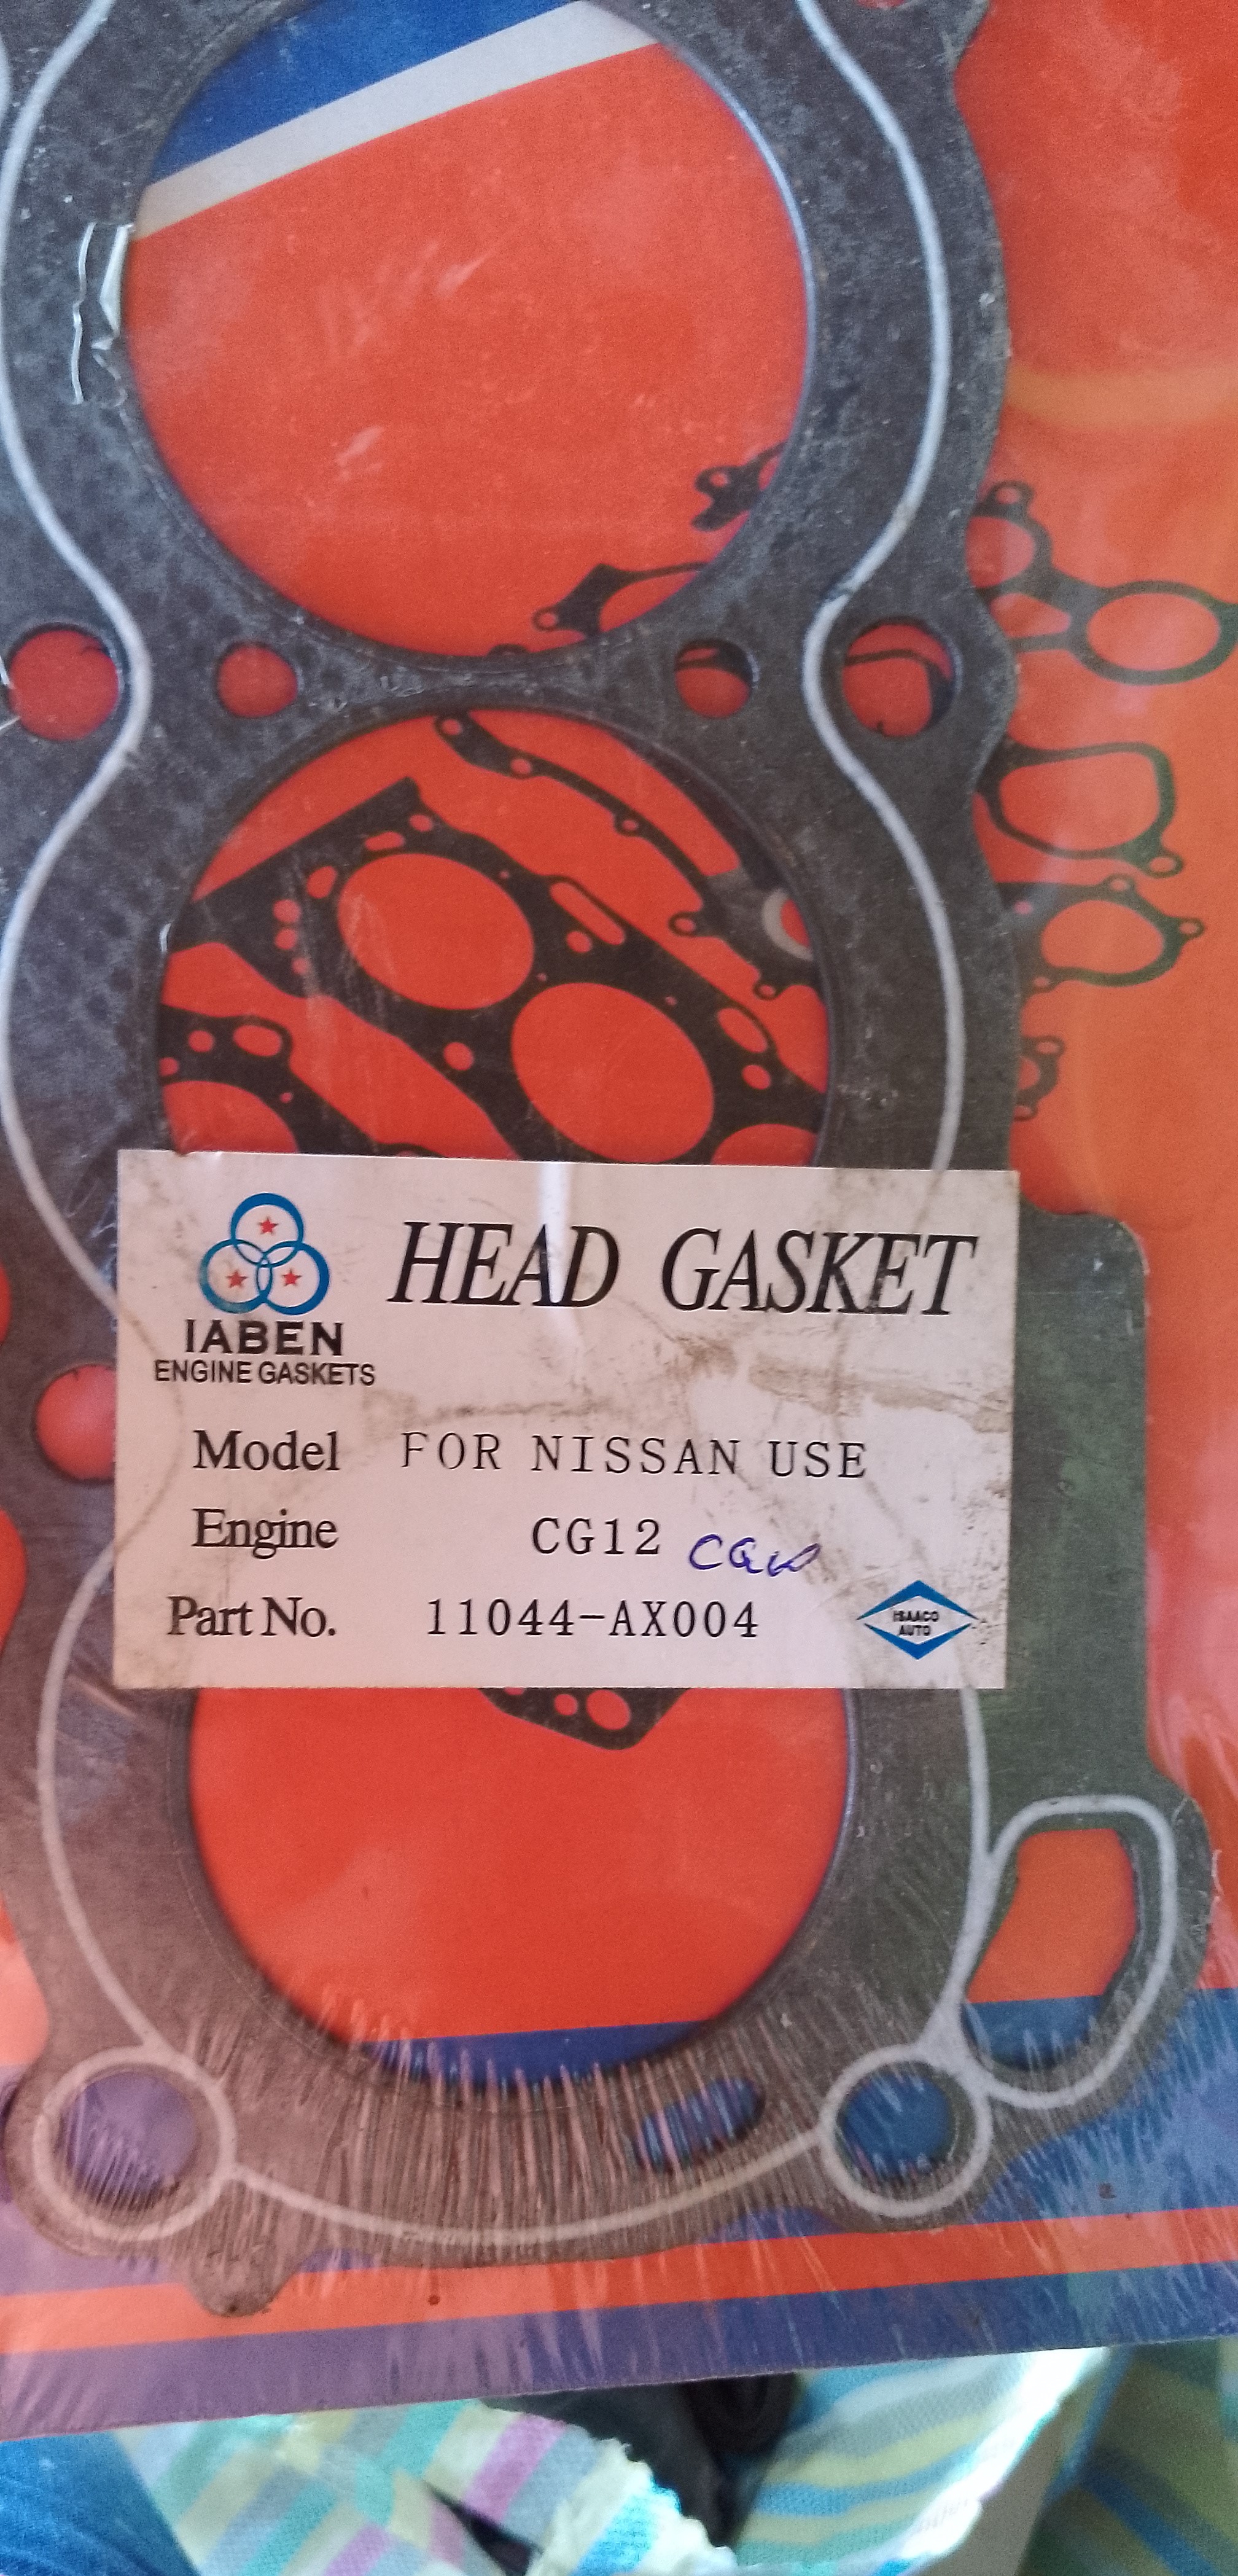 HEAD GASKET
IABEN
ENGINE GASKETS
Model FOR NISSAN USE
Engine CG12
Part No. 11044-AX004
ISAACO
AUTO